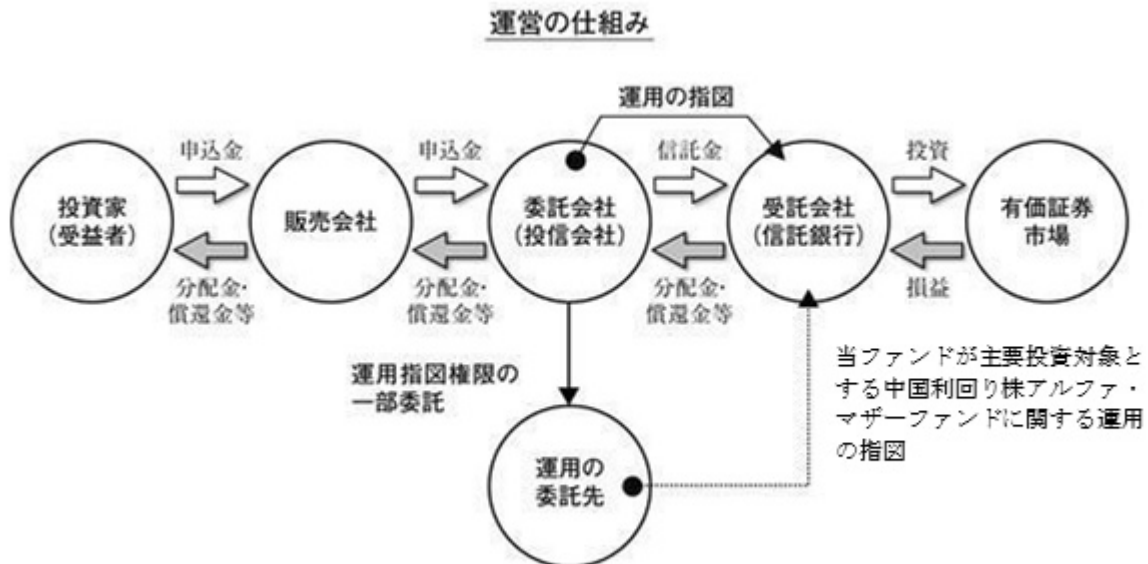 運営の仕組み
運用の指図
申込金
申込金
信託金
投資
投資家
(受益者)
販売会社
委託会社
(投信会社)
受託会社
(信託銀行)
有価証券
市場
分配金・
償還金等
分配金・
償還金等
分配金・
償還金等
損益
運用指図権限の
一部委託
当ファンドが主要投資対象と
する中国利回り株アルファ・
マザーファンドに関する運用
の指図
運用の
委託先